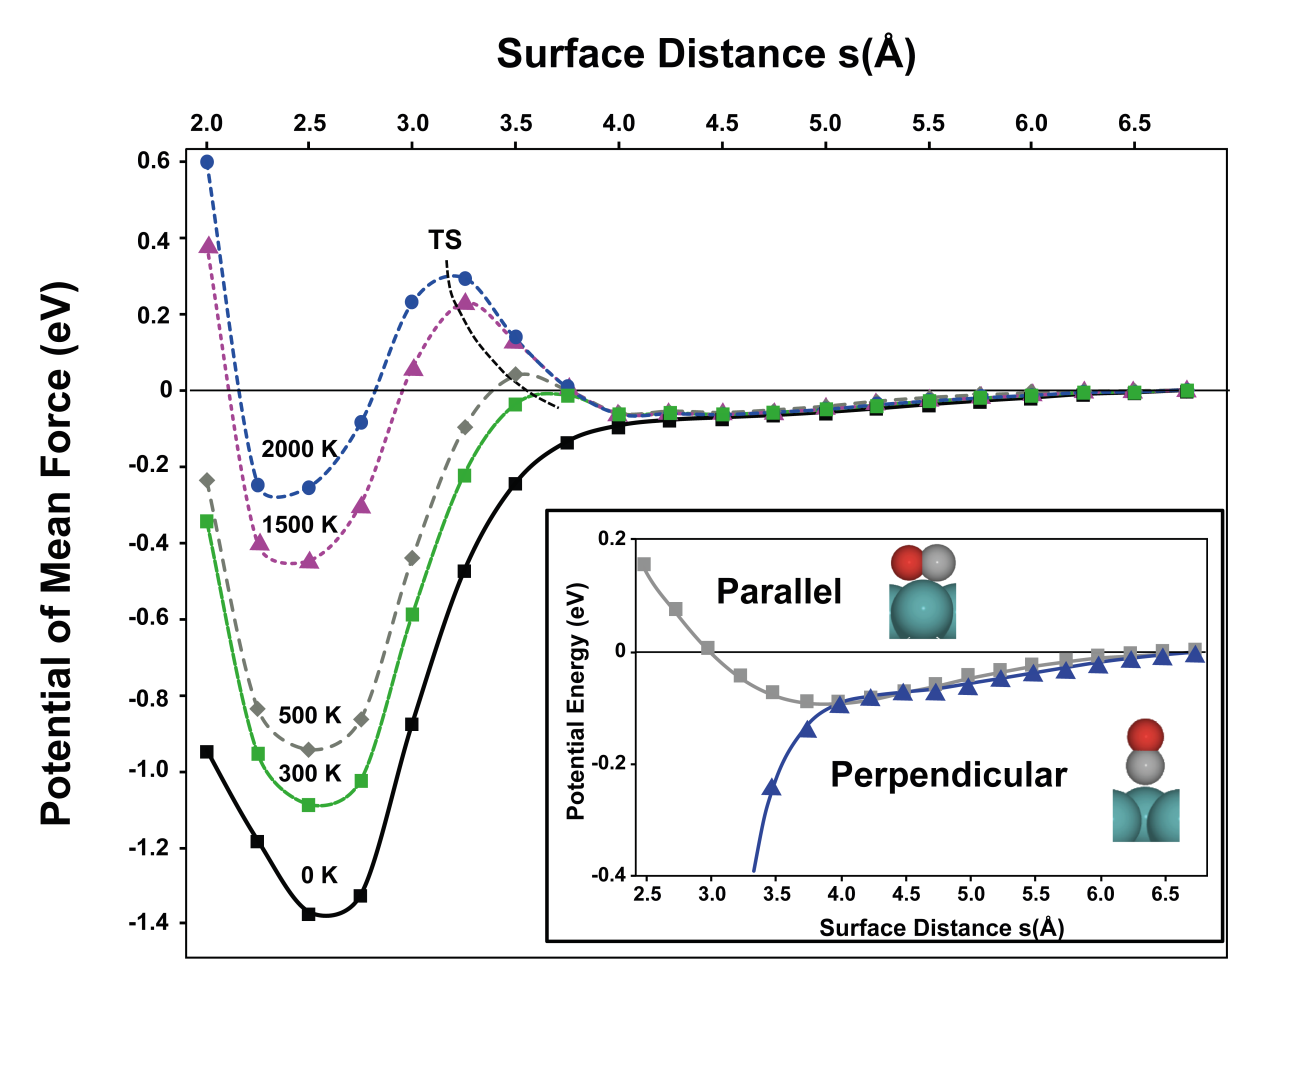 Surface Distance s(Å)
2.0 2.5 3.0 3.5 4.0 4.5 5.0 5.5 6.0 6.5
Potential of Mean Force (eV)
0.6
0.4
0.2
0
-0.2
-0.4
-0.6
-0.8
-1.0
-1.2
-1.4
TS
2000 K
1500 K
500 K
300 K
0 K
Potential Energy (eV)
0.2
0
-0.2
-0.4
Parallel
Perpendicular
2.5 3.0 3.5 4.0 4.5 5.0 5.5 6.0 6.5
Surface Distance s(Å)